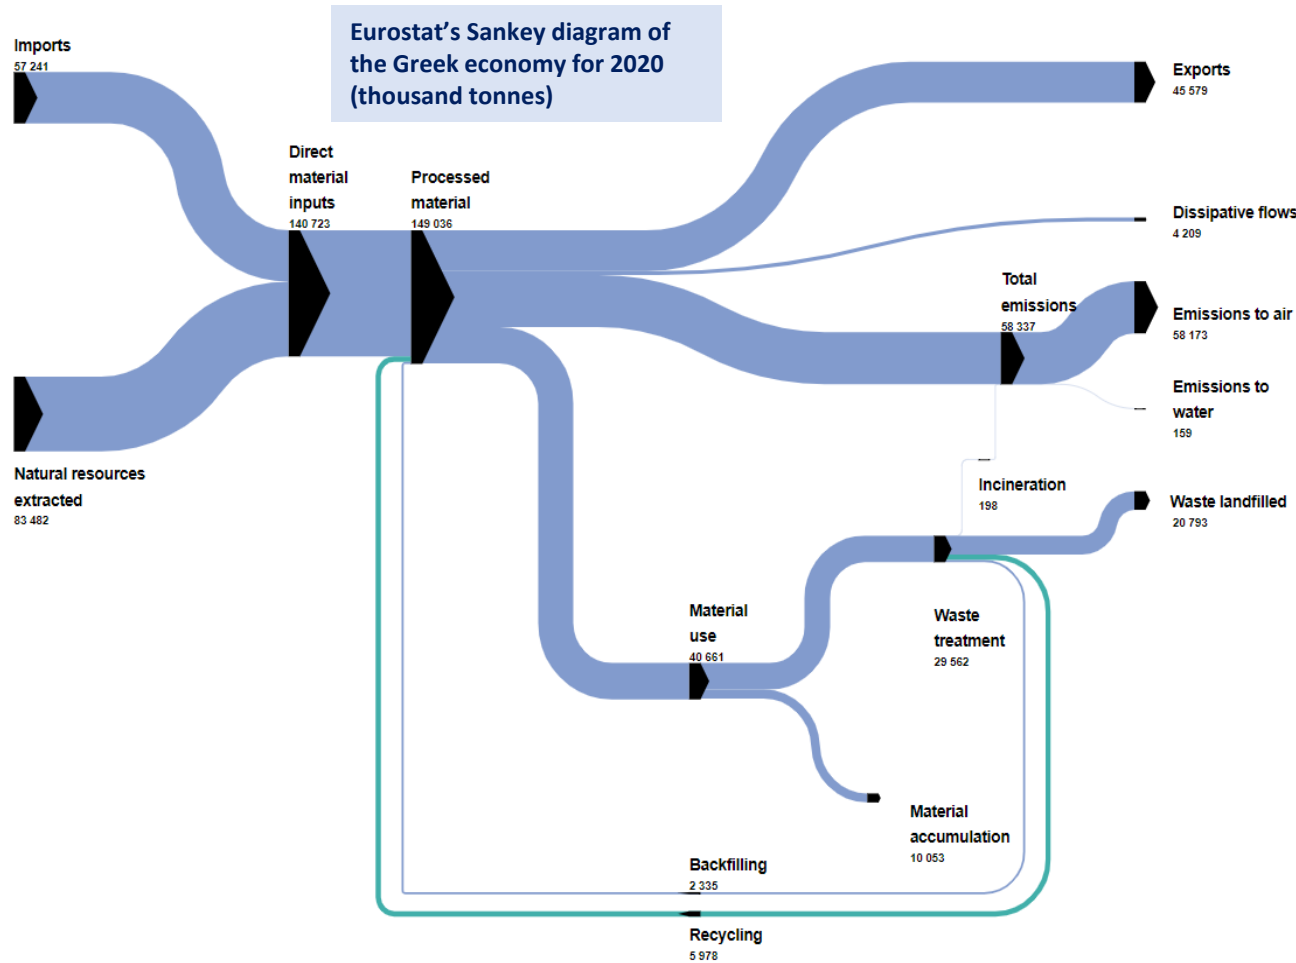 Eurostat's Sankey diagram of
the Greek economy for 2020
(thousand tonnes)
Imports
57 241
Exports
45 579
Direct
material
inputs
140 723
Processed
material
149 036
Dissipative flows
4 209
Total
emissions
58 337
Emissions to air
58 173
Emissions to
water
159
Natural resources
extracted
83 482
Incineration
198
Waste landfilled
20 793
Material
use
40 661
Waste
treatment
29 562
Material
accumulation
10 053
Backfilling
2 335
Recycling
5 978